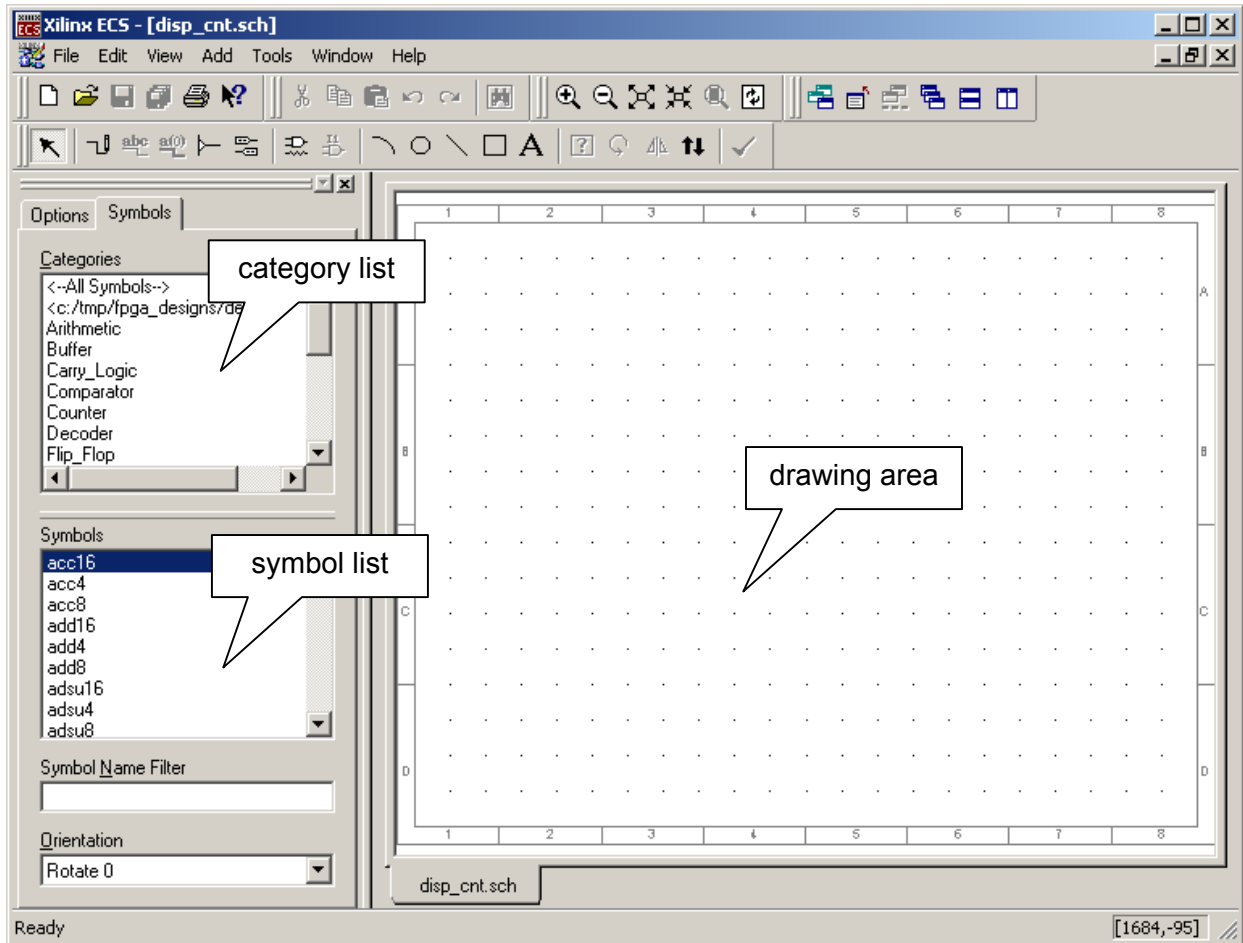 Xilinx ECS - [disp_cnt.sch]
File Edit View Add Tools Window Help
Options Symbols
Categories
<--All Symbols-->
<c:/tmp/fpga_designs/de
Arithmetic
Buffer
Carry_Logic
Comparator
Counter
Decoder
Flip_Flop
category list
Symbols
acc16
acc4
acc8
add16
add4
add8
adsu16
adsu4
adsu8
symbol list
Symbol Name Filter
Orientation
Rotate 0
1 2 3 4 5 6 7 8
A
B B
drawing area
C C
D D
1 2 3 4 5 6 7 8
disp_cnt.sch
Ready [1684,-95]